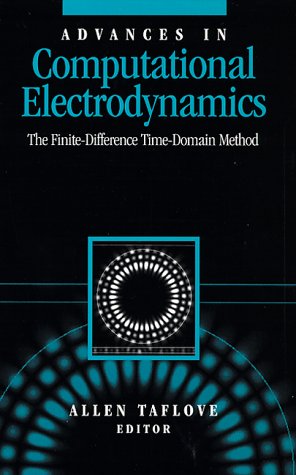 ADVANCES IN
Computational
Electrodynamics
The Finite-Difference Time-Domain Method
ALLEN TAFLOVE
EDITOR